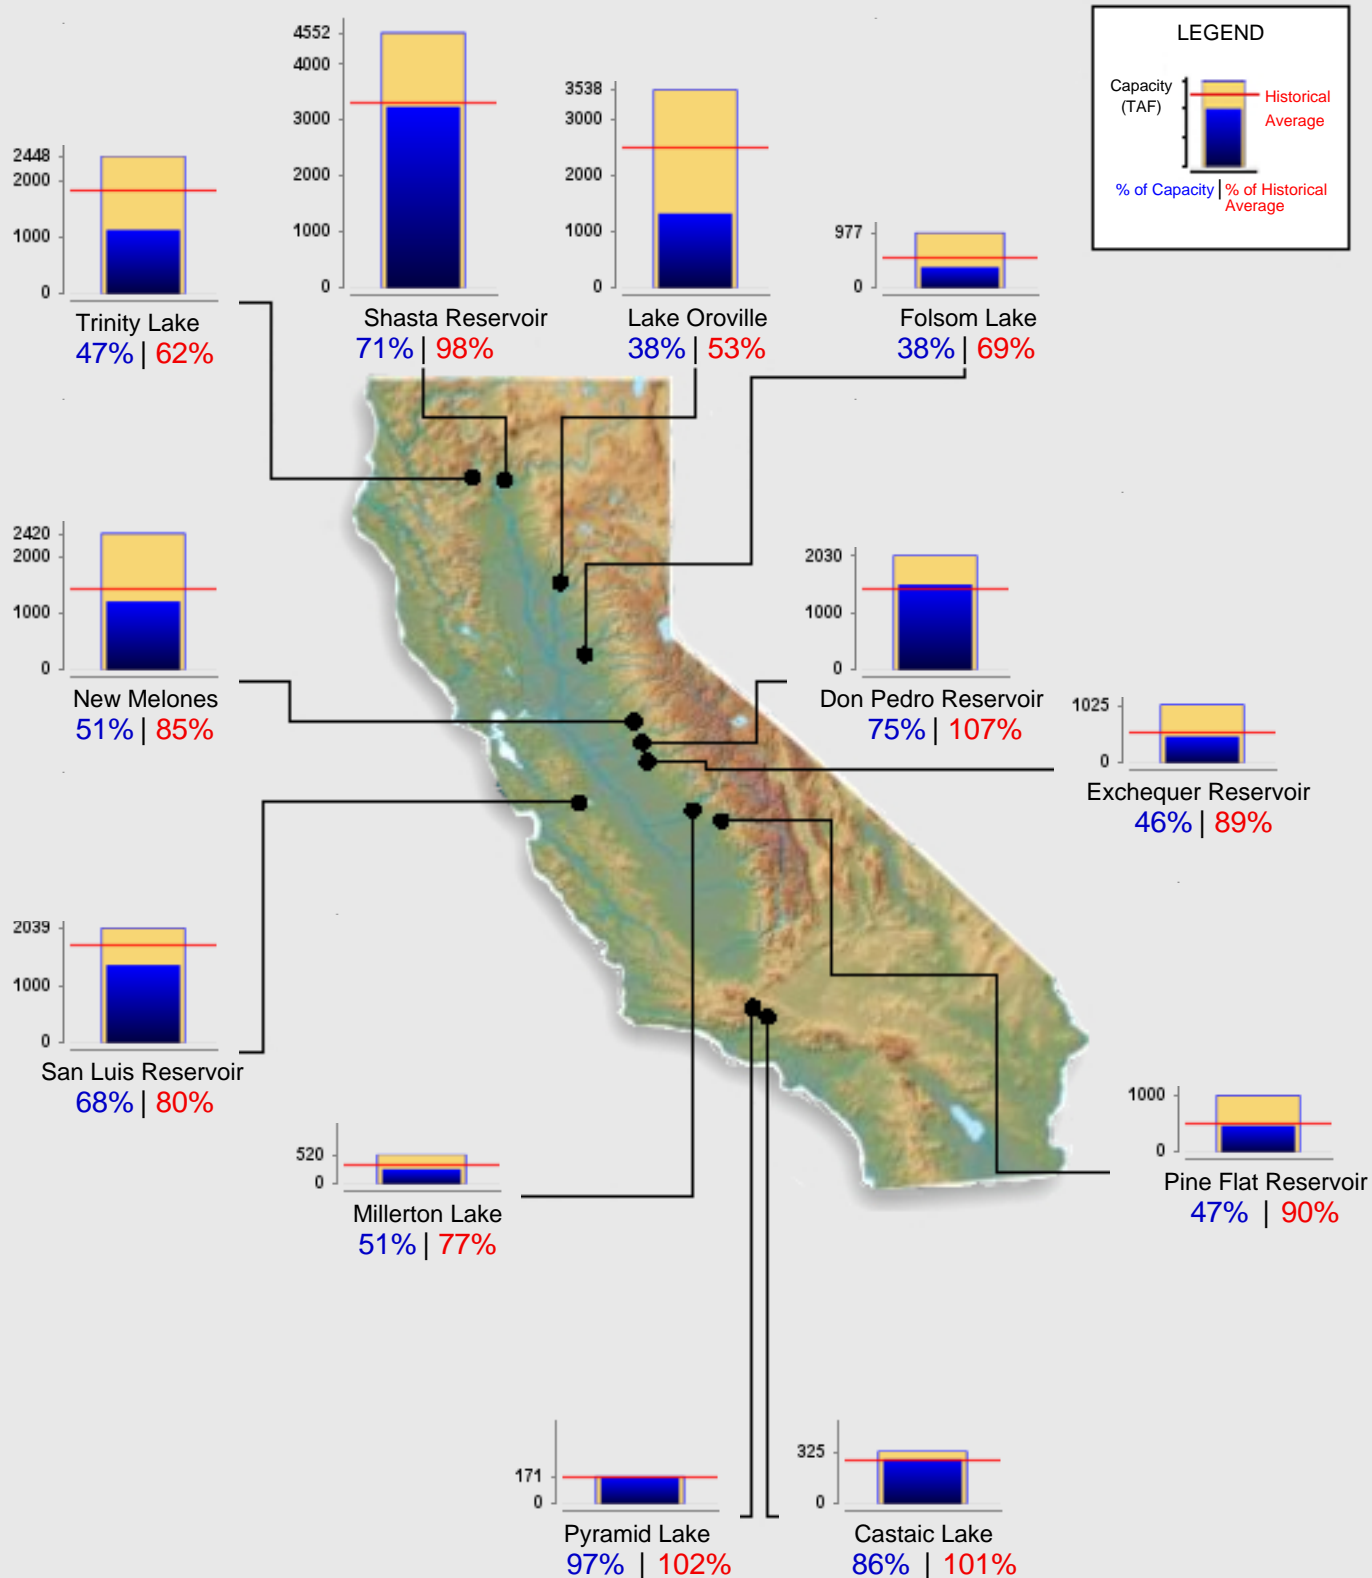 LEGEND
Capacity
(TAF)
Historical
Average
% of Capacity | % of Historical
Average
4552
4000
3000
2000
1000
0
Shasta Reservoir
71% | 98%
3538
3000
2000
1000
0
Lake Oroville
38% | 53%
977
0
Folsom Lake
38% | 69%
2448
2000
1000
0
Trinity Lake
47% | 62%
2420
2000
1000
0
New Melones
51% | 85%
2030
1000
0
Don Pedro Reservoir
75% | 107%
1025
0
Exchequer Reservoir
46% | 89%
2039
1000
0
San Luis Reservoir
68% | 80%
520
0
Millerton Lake
51% | 77%
1000
0
Pine Flat Reservoir
47% | 90%
171
0
Pyramid Lake
97% | 102%
325
0
Castaic Lake
86% | 101%